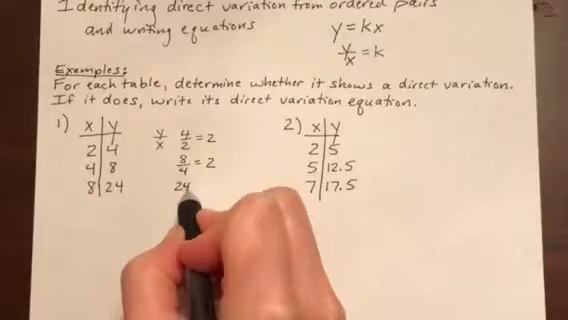 Identifying direct variation from ordered pairs
and writing equations
y = kx
y/x = k
Examples:
For each table, determine whether it shows a direct variation.
If it does, write its direct variation equation.
1) x | y
2 | 4
4 | 8
8 | 24
y/x 4/2 = 2
8/4 = 2
24
2) x | y
2 | 5
5 | 12.5
7 | 17.5